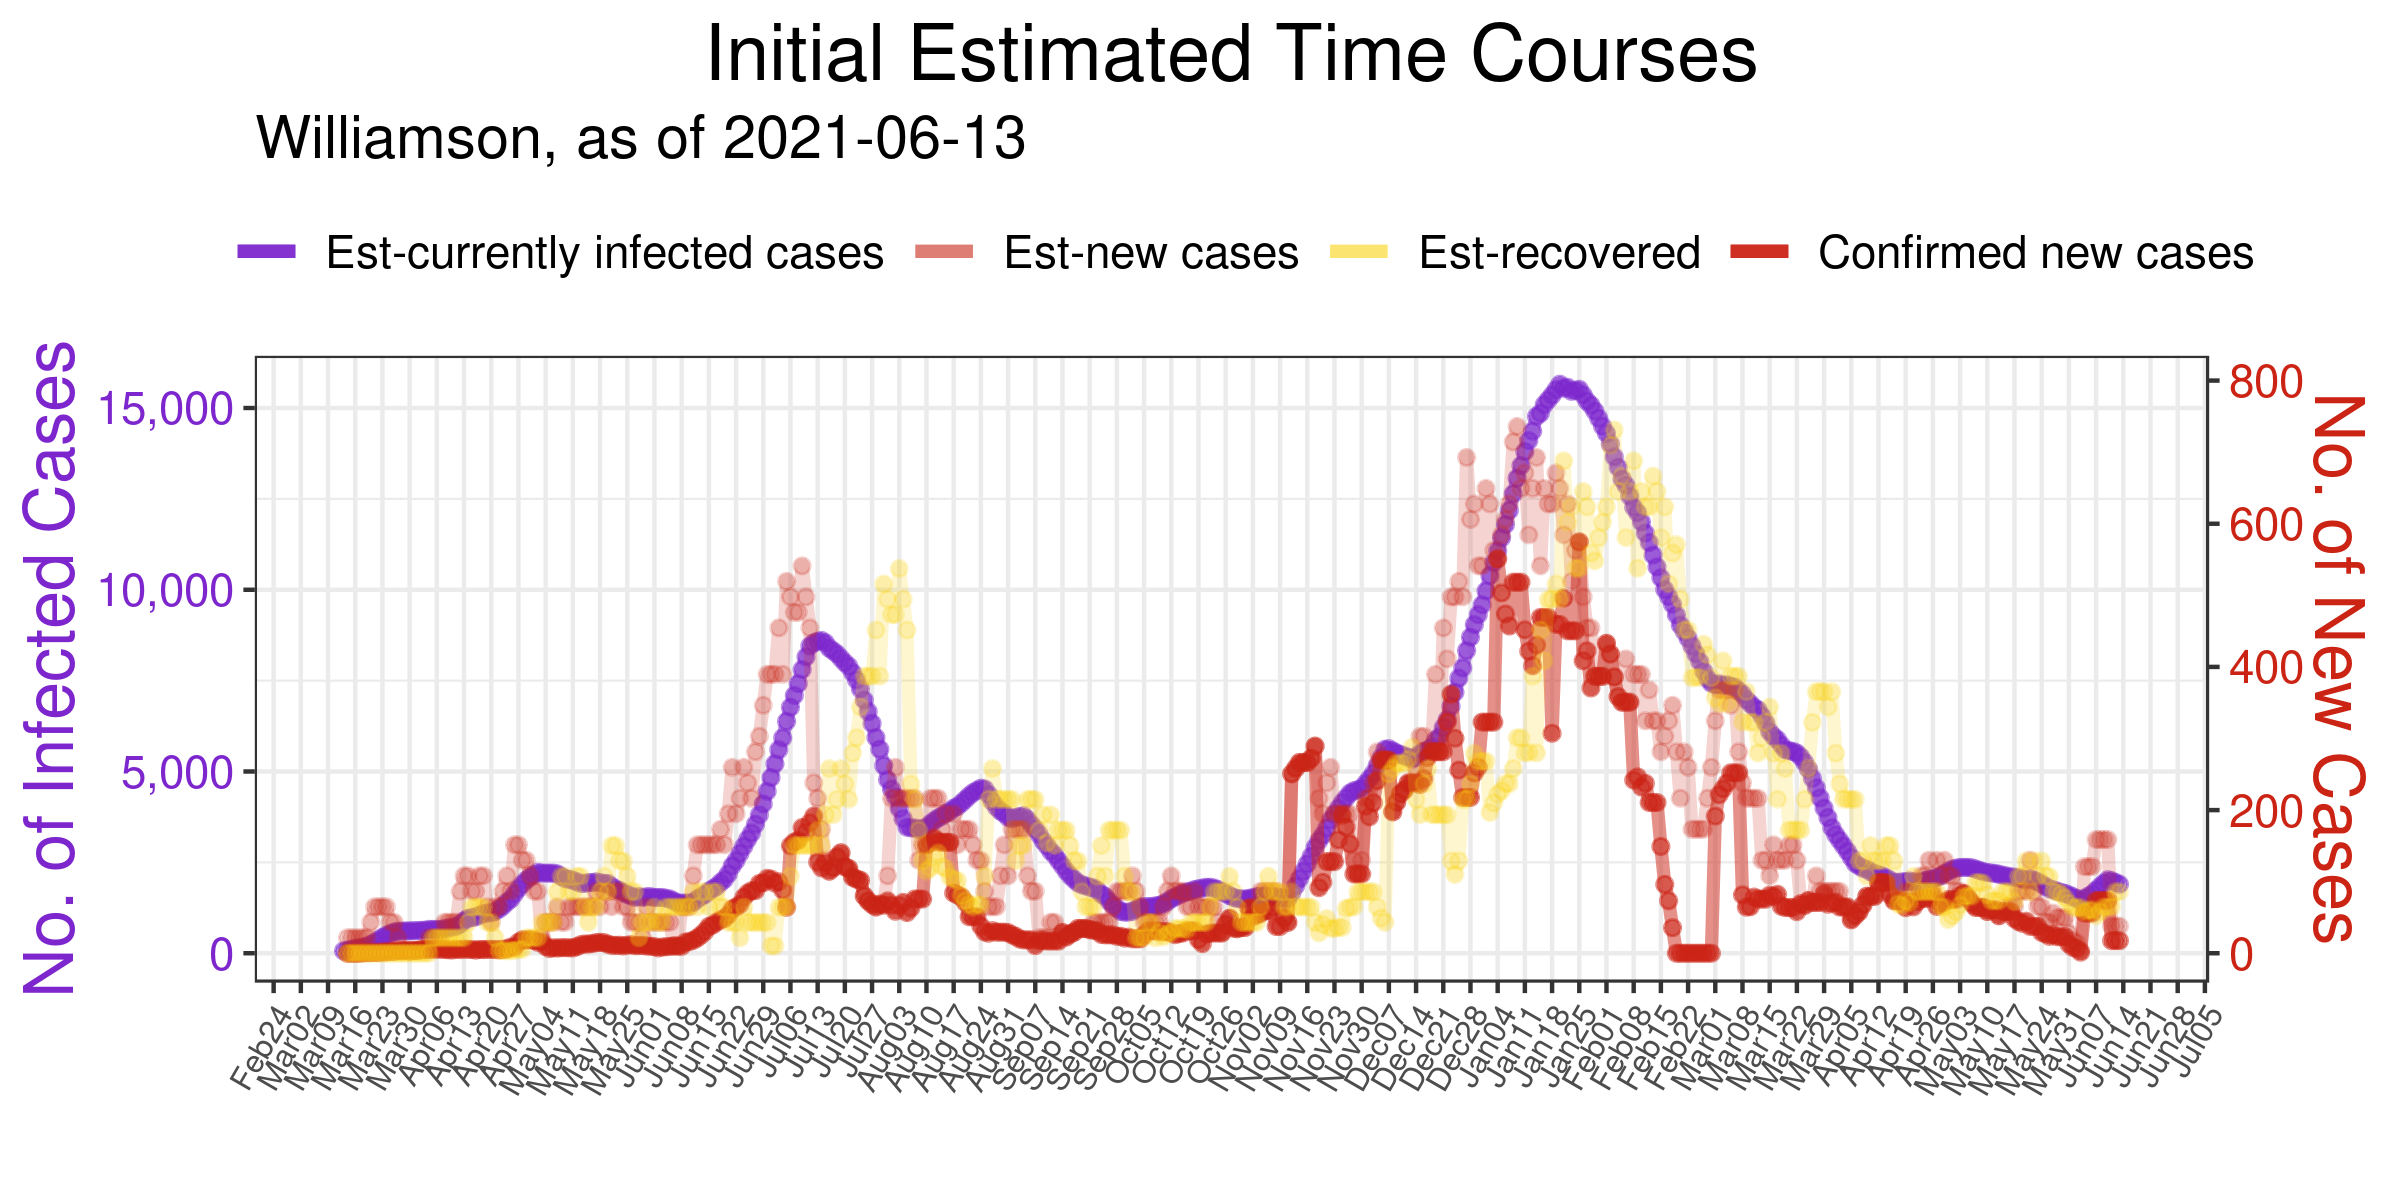 Initial Estimated Time Courses
Williamson, as of 2021-06-13
Est-currently infected cases Est-new cases Est-recovered Confirmed new cases
No. of Infected Cases
15,000
10,000
5,000
0
800
600
400
200
0
No. of New Cases
Feb24 Mar02 Mar09 Mar16 Mar23 Mar30 Apr06 Apr13 Apr20 Apr27 May04 May11 May18 May25 Jun01 Jun08 Jun15 Jun22 Jun29 Jul06 Jul13 Jul20 Jul27 Aug03 Aug10 Aug17 Aug24 Aug31 Sep07 Sep14 Sep21 Sep28 Oct05 Oct12 Oct19 Oct26 Nov02 Nov09 Nov16 Nov23 Nov30 Dec07 Dec14 Dec21 Dec28 Jan04 Jan11 Jan18 Jan25 Feb01 Feb08 Feb15 Feb22 Mar01 Mar08 Mar15 Mar22 Mar29 Apr05 Apr12 Apr19 Apr26 May03 May10 May17 May24 May31 Jun07 Jun14 Jun21 Jun28 Jul05